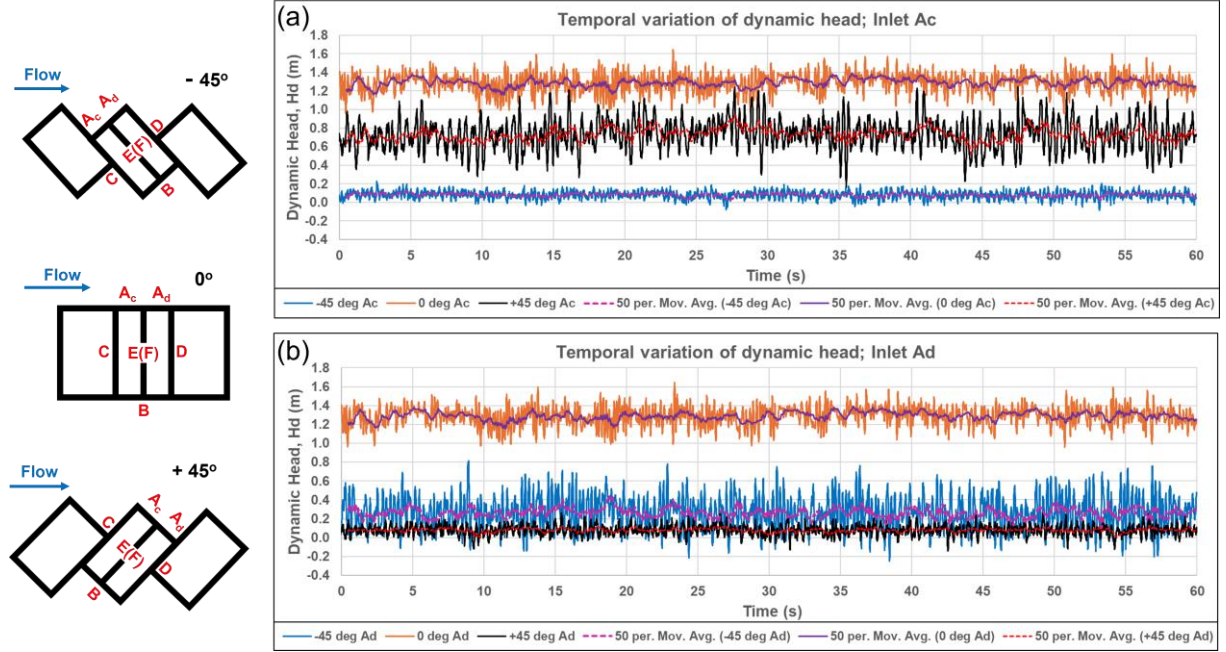 Flow
- 45°
Ac
Ad
D
E(F)
C
B
Flow
0°
Ac
Ad
C
E(F)
D
B
Flow
+ 45°
Ac
Ad
C
E(F)
D
B
(a)
Temporal variation of dynamic head; Inlet Ac
Dynamic Head, Hd (m)
1.8
1.6
1.4
1.2
1.0
0.8
0.6
0.4
0.2
0.0
-0.2
-0.4
0 5 10 15 20 25 30 35 40 45 50 55 60
Time (s)
-45 deg Ac 0 deg Ac +45 deg Ac 50 per. Mov. Avg. (-45 deg Ac) 50 per. Mov. Avg. (0 deg Ac) 50 per. Mov. Avg. (+45 deg Ac)
(b)
Temporal variation of dynamic head; Inlet Ad
Dynamic Head, Hd (m)
1.8
1.6
1.4
1.2
1.0
0.8
0.6
0.4
0.2
0.0
-0.2
-0.4
0 5 10 15 20 25 30 35 40 45 50 55 60
Time (s)
-45 deg Ad 0 deg Ad +45 deg Ad 50 per. Mov. Avg. (-45 deg Ad) 50 per. Mov. Avg. (0 deg Ad) 50 per. Mov. Avg. (+45 deg Ad)